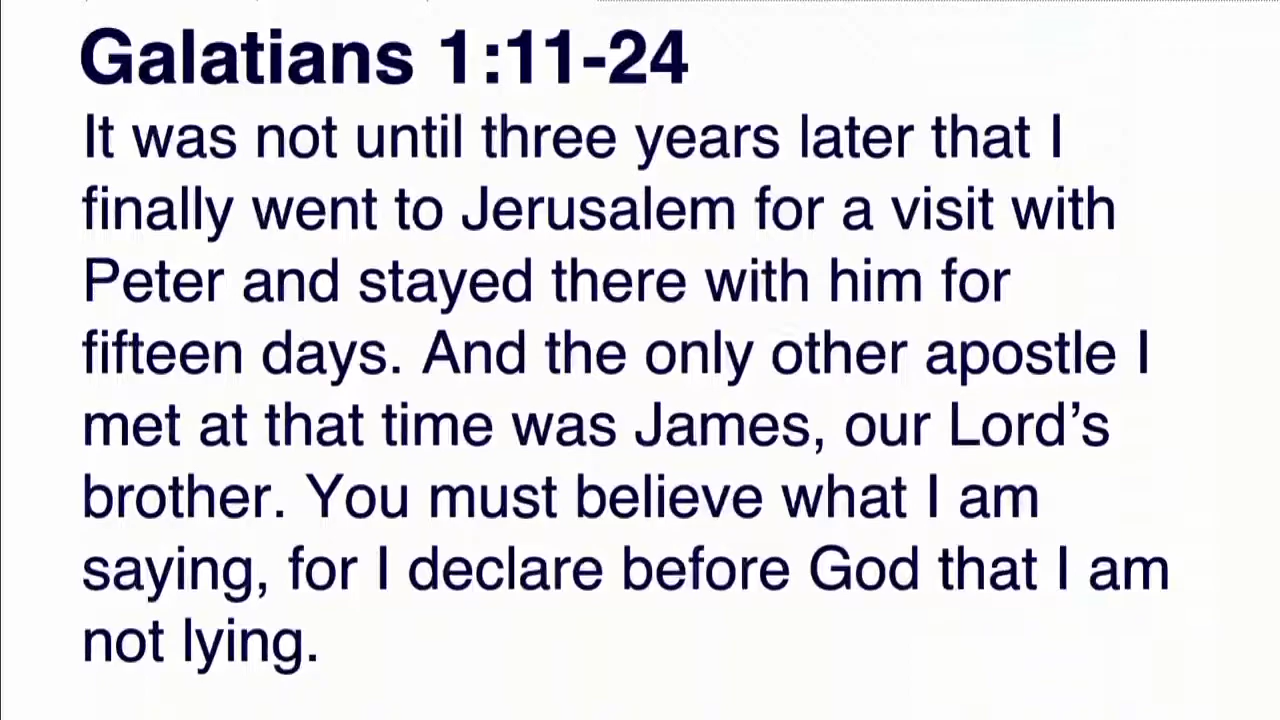 Galatians 1:11-24
It was not until three years later that I
finally went to Jerusalem for a visit with
Peter and stayed there with him for
fifteen days. And the only other apostle I
met at that time was James, our Lord’s
brother. You must believe what I am
saying, for I declare before God that I am
not lying.